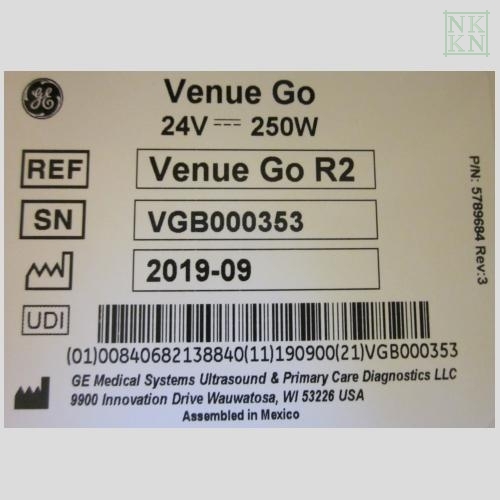 NK
KN
GE
Venue Go
24V ⎓ 250W
REF Venue Go R2
SN VGB000353
2019-09
UDI
(01)00840682138840(11)190900(21)VGB000353
GE Medical Systems Ultrasound & Primary Care Diagnostics LLC
9900 Innovation Drive Wauwatosa, WI 53226 USA
Assembled in Mexico
P/N: 5789684 Rev:3